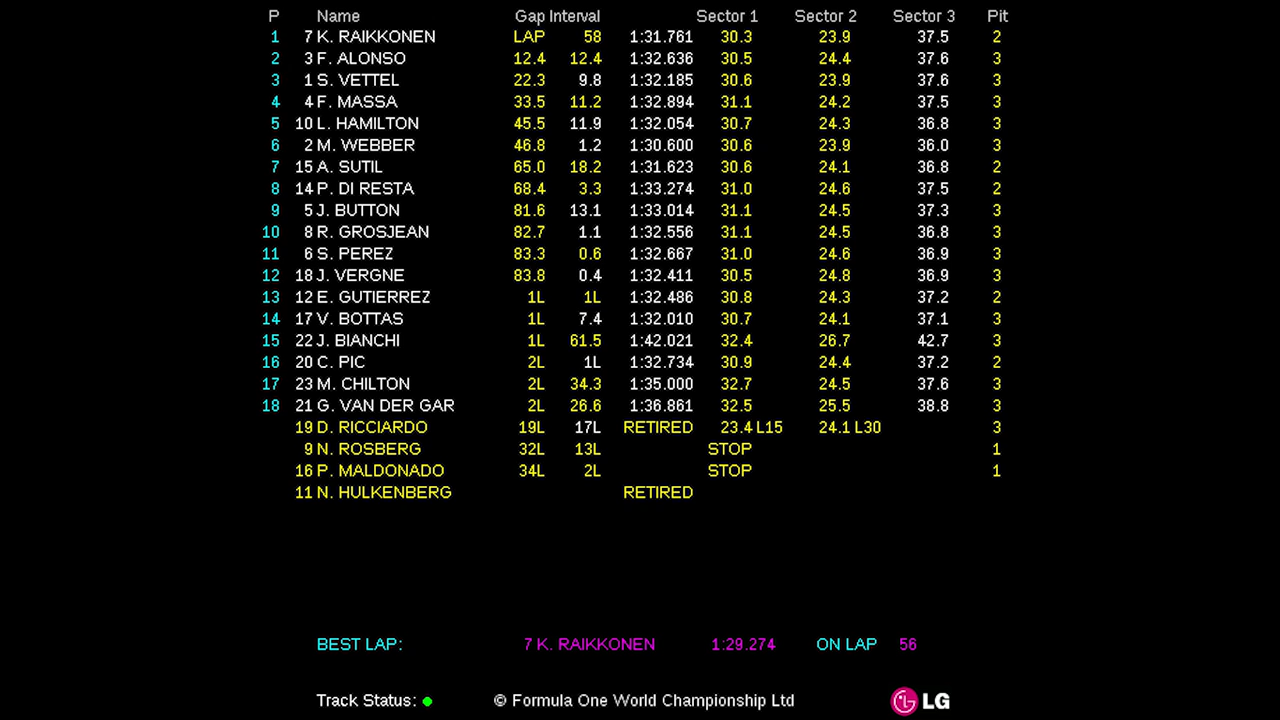 P Name Gap Interval Sector 1 Sector 2 Sector 3 Pit
1 7 K. RAIKKONEN LAP 58 1:31.761 30.3 23.9 37.5 2
2 3 F. ALONSO 12.4 12.4 1:32.636 30.5 24.4 37.6 3
3 1 S. VETTEL 22.3 9.8 1:32.185 30.6 23.9 37.6 3
4 4 F. MASSA 33.5 11.2 1:32.894 31.1 24.2 37.5 3
5 10 L. HAMILTON 45.5 11.9 1:32.054 30.7 24.3 36.8 3
6 2 M. WEBBER 46.8 1.2 1:30.600 30.6 23.9 36.0 3
7 15 A. SUTIL 65.0 18.2 1:31.623 30.6 24.1 36.8 2
8 14 P. DI RESTA 68.4 3.3 1:33.274 31.0 24.6 37.5 2
9 5 J. BUTTON 81.6 13.1 1:33.014 31.1 24.5 37.3 3
10 8 R. GROSJEAN 82.7 1.1 1:32.556 31.1 24.5 36.8 3
11 6 S. PEREZ 83.3 0.6 1:32.667 31.0 24.6 36.9 3
12 18 J. VERGNE 83.8 0.4 1:32.411 30.5 24.8 36.9 3
13 12 E. GUTIERREZ 1L 1L 1:32.486 30.8 24.3 37.2 2
14 17 V. BOTTAS 1L 7.4 1:32.010 30.7 24.1 37.1 3
15 22 J. BIANCHI 1L 61.5 1:42.021 32.4 26.7 42.7 3
16 20 C. PIC 2L 1L 1:32.734 30.9 24.4 37.2 2
17 23 M. CHILTON 2L 34.3 1:35.000 32.7 24.5 37.6 3
18 21 G. VAN DER GAR 2L 26.6 1:36.861 32.5 25.5 38.8 3
19 D. RICCIARDO 19L 17L RETIRED 23.4 L15 24.1 L30 3
9 N. ROSBERG 32L 13L STOP 1
16 P. MALDONADO 34L 2L STOP 1
11 N. HULKENBERG RETIRED
BEST LAP: 7 K. RAIKKONEN 1:29.274 ON LAP 56
Track Status: © Formula One World Championship Ltd LG